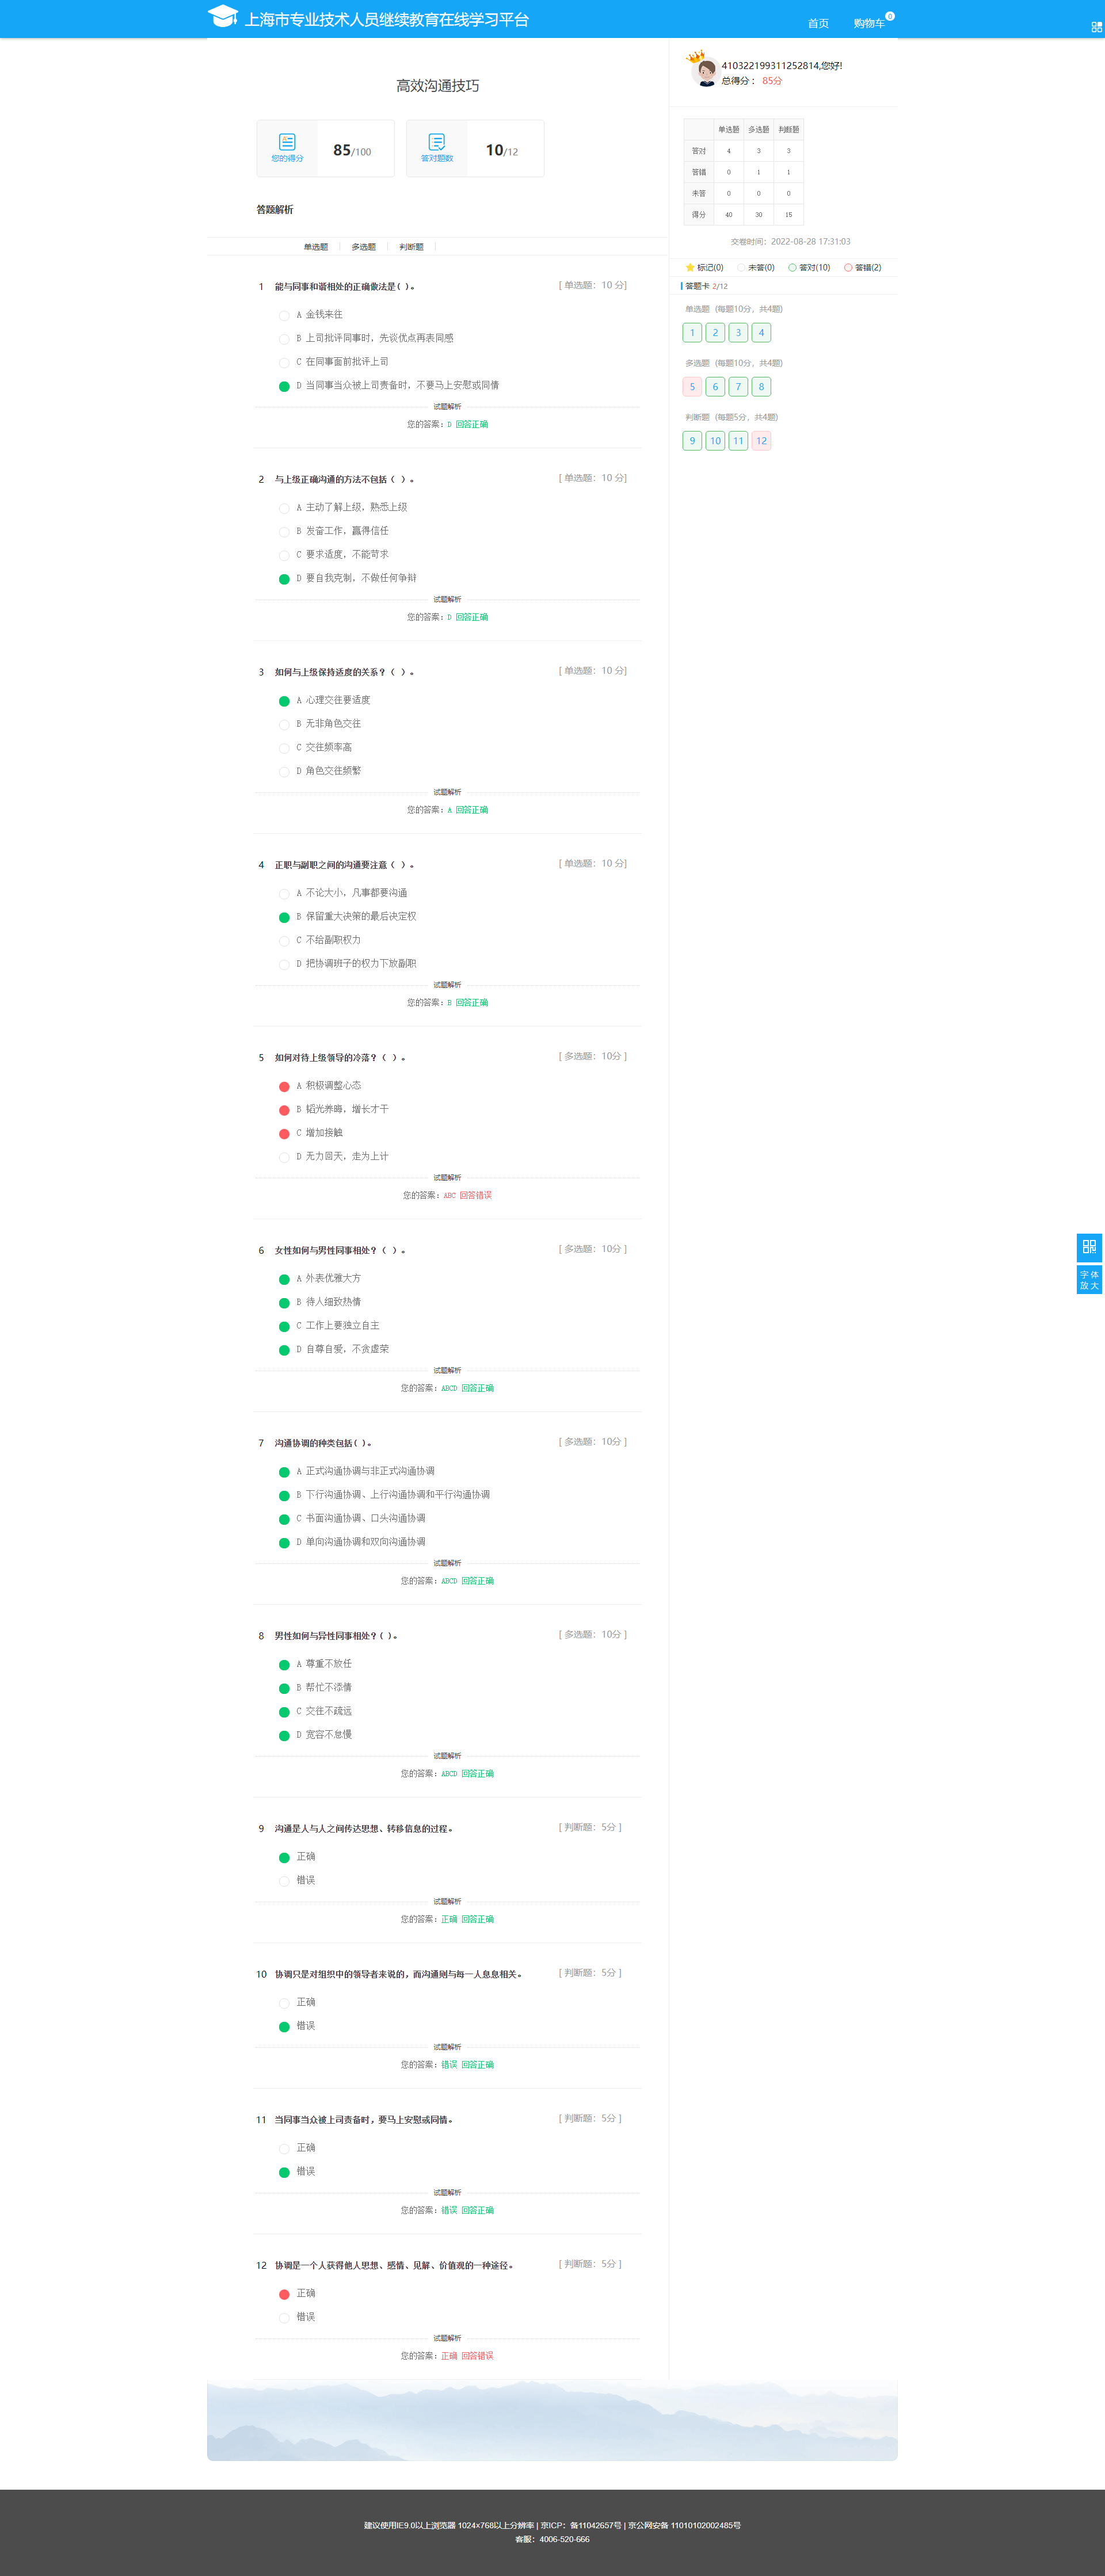 上海市专业技术人员继续教育在线学习平台
首页
购物车
0
高效沟通技巧
您的得分
85/100
答对题数
10/12
答题解析
单选题 多选题 判断题
1 能与同事和谐相处的正确做法是( )。
[ 单选题：10 分]
A 金钱来往
B 上司批评同事时，先谈优点再表同感
C 在同事面前批评上司
D 当同事当众被上司责备时，不要马上安慰或同情
试题解析
您的答案：D 回答正确
2 与上级正确沟通的方法不包括（ ）。
[ 单选题：10 分]
A 主动了解上级，熟悉上级
B 发奋工作，赢得信任
C 要求适度，不能苛求
D 要自我克制，不做任何争辩
试题解析
您的答案：D 回答正确
3 如何与上级保持适度的关系？（ ）。
[ 单选题：10 分]
A 心理交往要适度
B 无非角色交往
C 交往频率高
D 角色交往频繁
试题解析
您的答案：A 回答正确
4 正职与副职之间的沟通要注意（ ）。
[ 单选题：10 分]
A 不论大小，凡事都要沟通
B 保留重大决策的最后决定权
C 不给副职权力
D 把协调班子的权力下放副职
试题解析
您的答案：B 回答正确
5 如何对待上级领导的冷落？（ ）。
[ 多选题：10分 ]
A 积极调整心态
B 韬光养晦，增长才干
C 增加接触
D 无力回天，走为上计
试题解析
您的答案：ABC 回答错误
6 女性如何与男性同事相处？（ ）。
[ 多选题：10分 ]
A 外表优雅大方
B 待人细致热情
C 工作上要独立自主
D 自尊自爱，不贪虚荣
试题解析
您的答案：ABCD 回答正确
7 沟通协调的种类包括( )。
[ 多选题：10分 ]
A 正式沟通协调与非正式沟通协调
B 下行沟通协调、上行沟通协调和平行沟通协调
C 书面沟通协调、口头沟通协调
D 单向沟通协调和双向沟通协调
试题解析
您的答案：ABCD 回答正确
8 男性如何与异性同事相处？( )。
[ 多选题：10分 ]
A 尊重不放任
B 帮忙不添情
C 交往不疏远
D 宽容不怠慢
试题解析
您的答案：ABCD 回答正确
9 沟通是人与人之间传达思想、转移信息的过程。
[ 判断题：5分 ]
正确
错误
试题解析
您的答案：正确 回答正确
10 协调只是对组织中的领导者来说的，而沟通则与每一人息息相关。
[ 判断题：5分 ]
正确
错误
试题解析
您的答案：错误 回答正确
11 当同事当众被上司责备时，要马上安慰或同情。
[ 判断题：5分 ]
正确
错误
试题解析
您的答案：错误 回答正确
12 协调是一个人获得他人思想、感情、见解、价值观的一种途径。
[ 判断题：5分 ]
正确
错误
试题解析
您的答案：正确 回答错误
410322199311252814,您好!
总得分： 85分
单选题 多选题 判断题
答对 4 3 3
答错 0 1 1
未答 0 0 0
得分 40 30 15
交卷时间：2022-08-28 17:31:03
标记(0) 未答(0) 答对(10) 答错(2)
答题卡 2/12
单选题 (每题10分，共4题)
1 2 3 4
多选题 (每题10分，共4题)
5 6 7 8
判断题 (每题5分，共4题)
9 10 11 12
字体
放大
建议使用IE9.0以上浏览器 1024×768以上分辨率 | 京ICP：备11042657号 | 京公网安备 11010102002485号
客服：4006-520-666